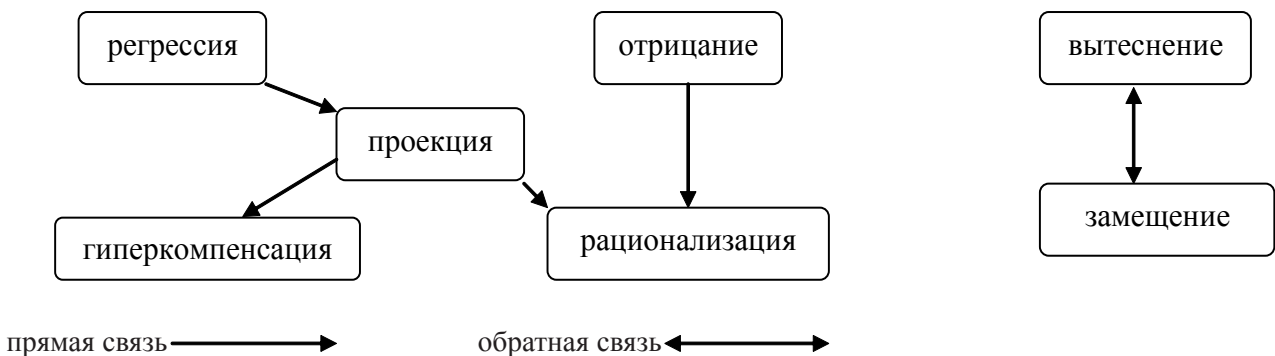 регрессия
отрицание
вытеснение
проекция
гиперкомпенсация
рационализация
замещение
прямая связь
обратная связь